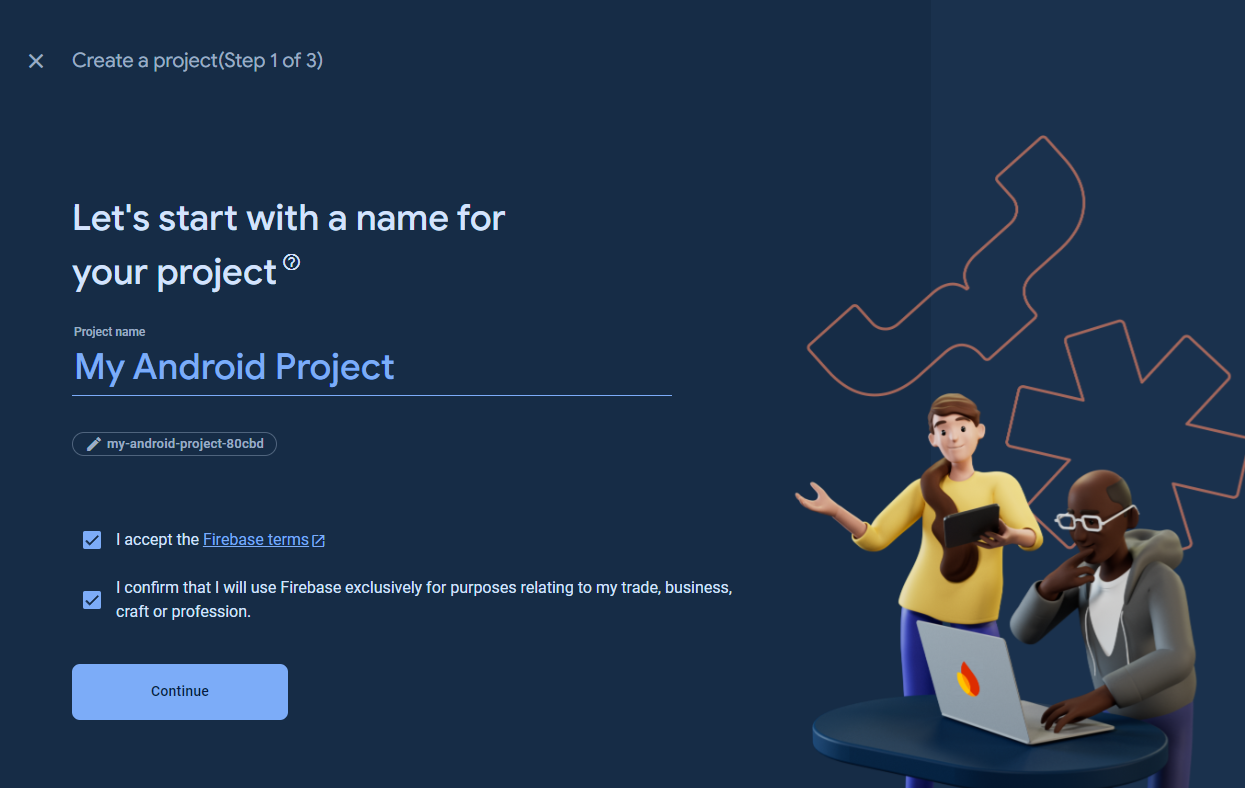 Create a project(Step 1 of 3)
Let's start with a name for
your project
Project name
My Android Project
my-android-project-80cbd
I accept the Firebase terms
I confirm that I will use Firebase exclusively for purposes relating to my trade, business,
craft or profession.
Continue